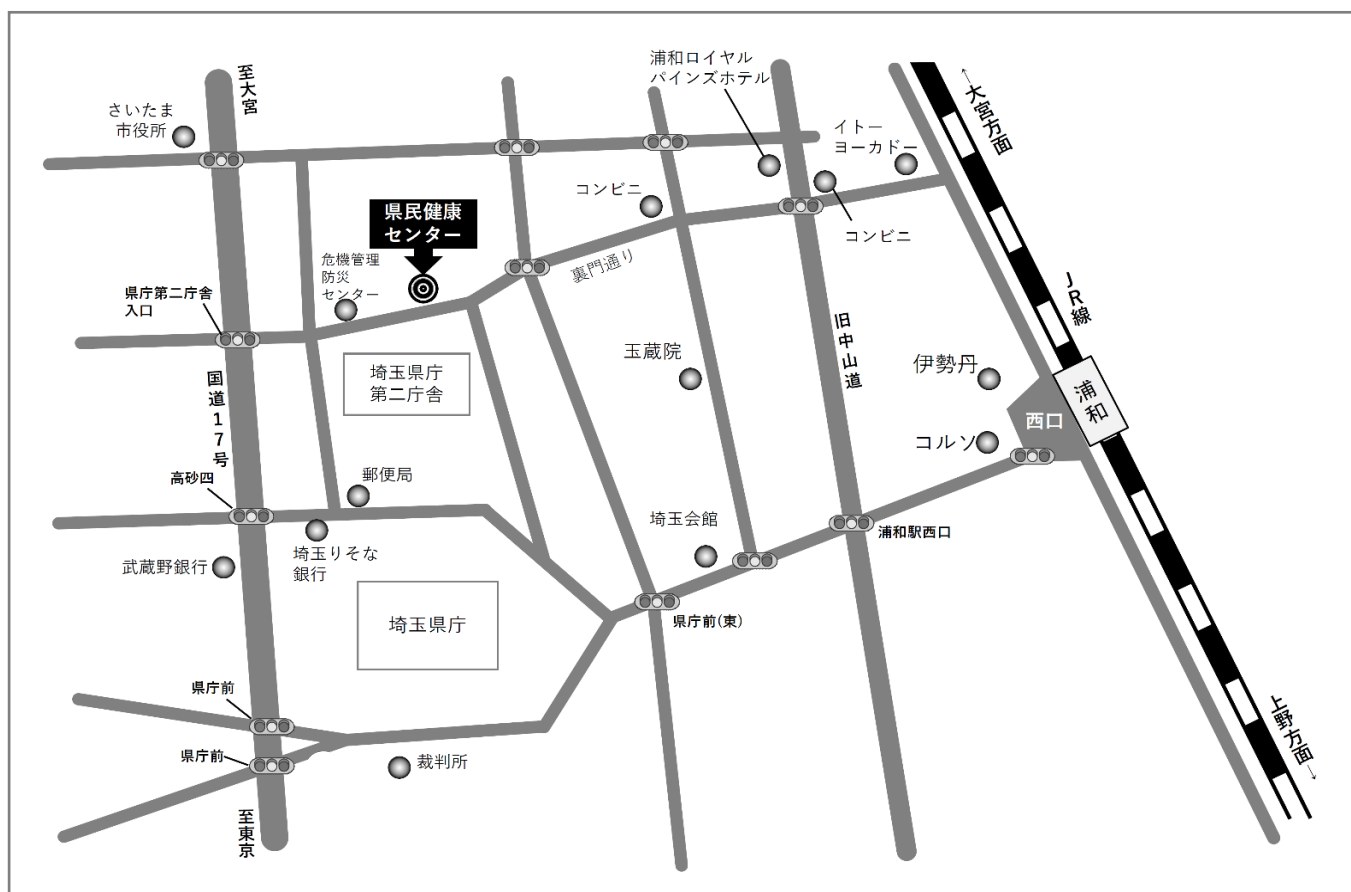 至大宮
さいたま
市役所
浦和ロイヤル
パインズホテル
イトー
ヨーカドー
←大宮方面
コンビニ
コンビニ
県民健康
センター
危機管理
防災
センター
裏門通り
県庁第二庁舎
入口
JR線
旧中山道
玉蔵院
伊勢丹
埼玉県庁
第二庁舎
国道17号
浦和
西口
コルソ
高砂四
郵便局
埼玉会館
浦和駅西口
武蔵野銀行
埼玉りそな
銀行
埼玉県庁
県庁前(東)
県庁前
県庁前
裁判所
上野方面→
至東京